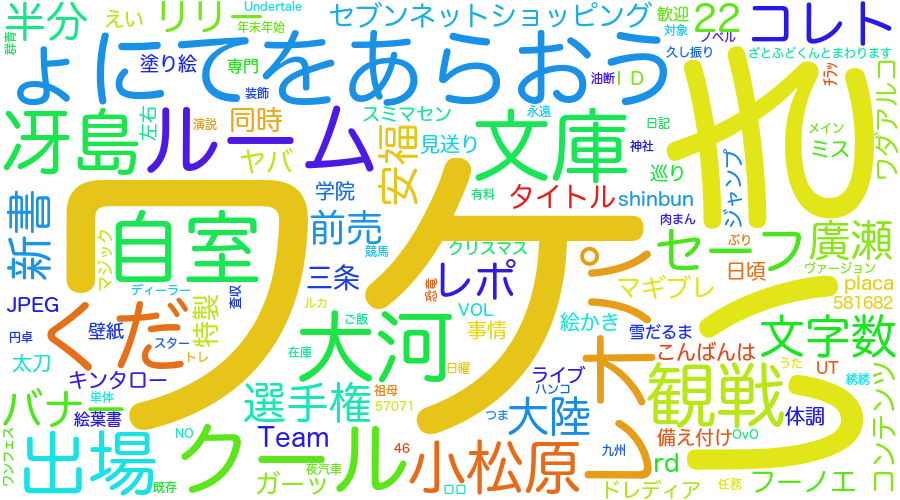 半分
えい
リリー
Undertale
年末年始
セブンネットショッピング
歓迎
対象
22
ノベル
コレト
群青
ょにてをあらおう
塗り絵
専門
装飾
油断
ID
久し振り
ざとふどくんとまわります
ﾁﾗｯ
冴島
左右
ルーム
演説
同時
ヤバ
スミマセン
見送り
安福
文庫
永遠
日記
神社
巡り
きむ
ジャンプ
メイン
ミス
ワダアルコ
新書
自室
学院
前売
有料
タイトル
shinbun
肉まん
ぶり
セーフ
廣瀬
マジック
ワケ
競馬
クリスマス
パ
日頃
ヴァージョン
JPEG
ディーラー
査収
三条
ルカ
恐竜
レポ
VOL
マギブレ
placa
581682
円卓
くだ
壁紙
スター
特製
トレ
大河
ご飯
事情
絵かき
雪だるま
文字数
太刀
在庫
日曜
こんばんは
うた
UT
キンタロー
単体
選手権
祖母
57071
ライブ
ハンコ
観戦
綉綉
バナー
絵葉書
つま
大陸
体調
コンテンツ
ワンフェス
出場
NO
クール
Team
46
小松原
九州
備え付け
OvO
既存
ガーッ
夜汽車
ロロ
rd
ドレディア
任務
フーノエ